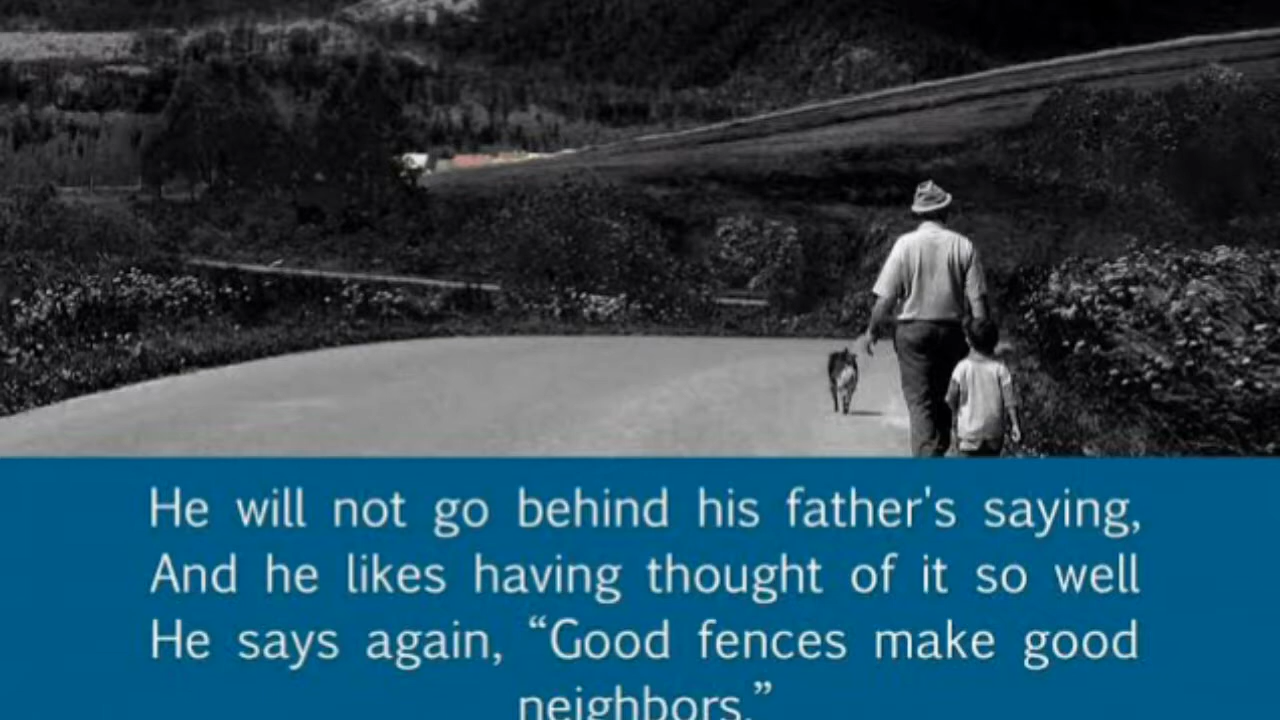 He will not go behind his father's saying,
And he likes having thought of it so well
He says again, “Good fences make good
neighbors.”